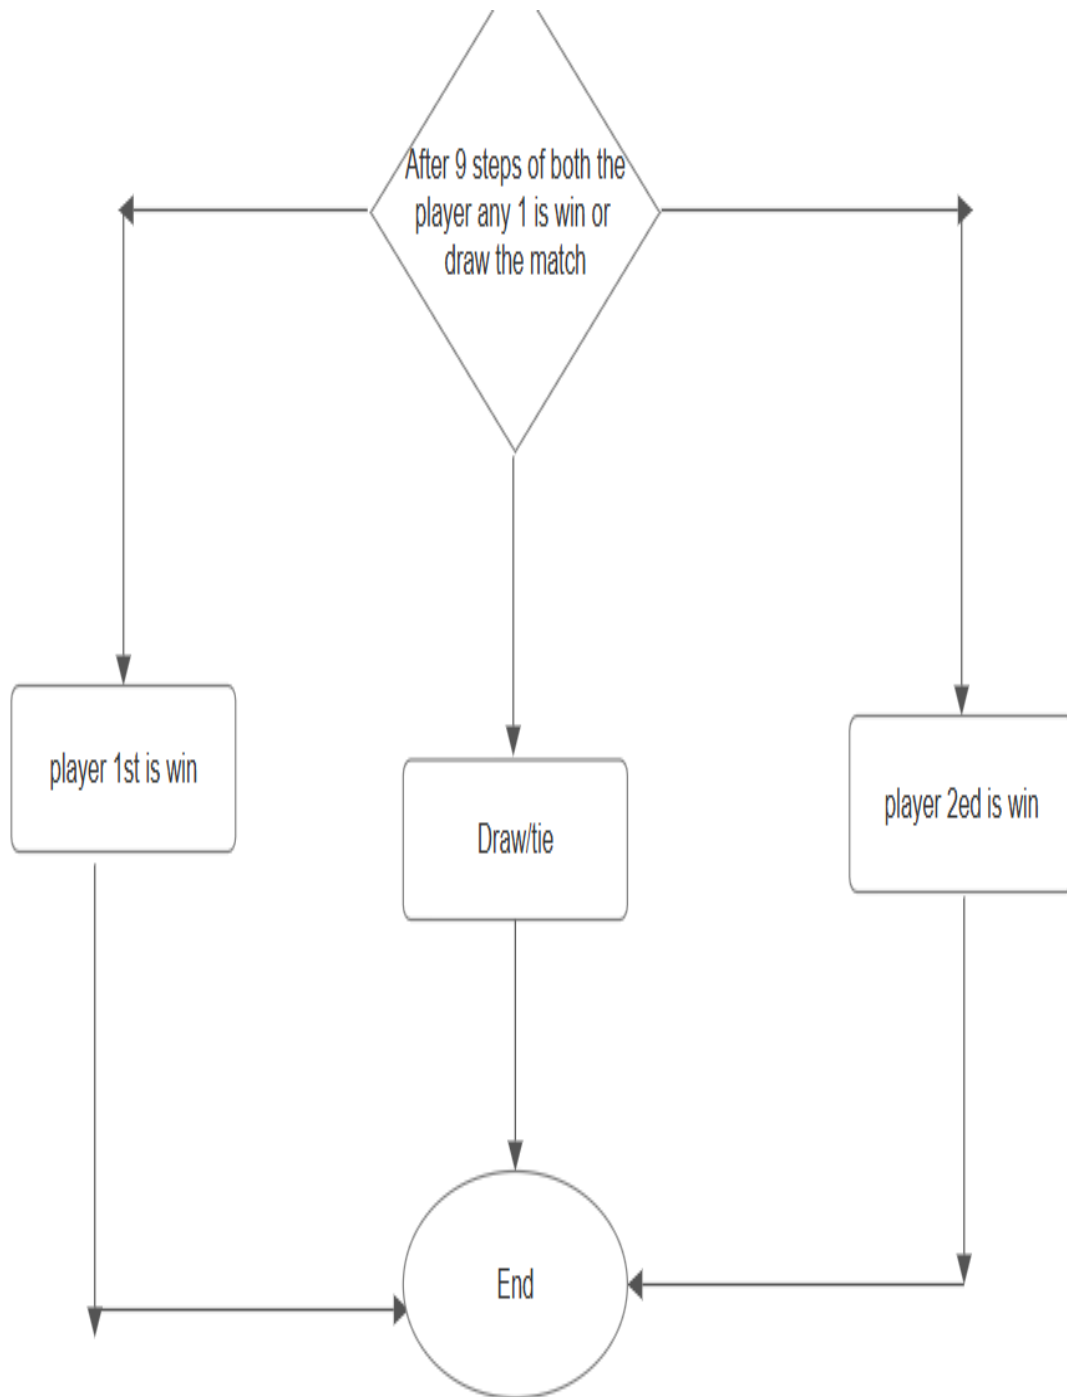 After 9 steps of both the
player any 1 is win or
draw the match
player 1st is win
Draw/tie
player 2ed is win
End